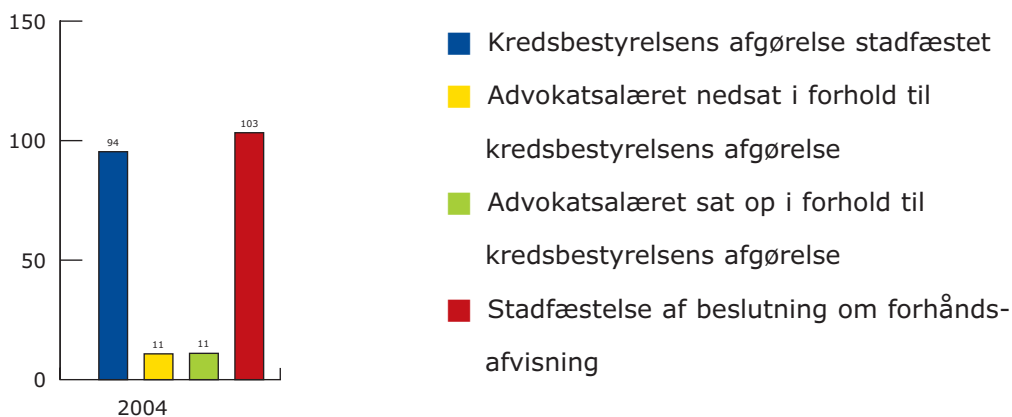 150
100
50
0
94
11
11
103
2004
Kredsbestyrelsens afgørelse stadfæstet
Advokatsalæret nedsat i forhold til
kredsbestyrelsens afgørelse
Advokatsalæret sat op i forhold til
kredsbestyrelsens afgørelse
Stadfæstelse af beslutning om forhånds-
afvisning